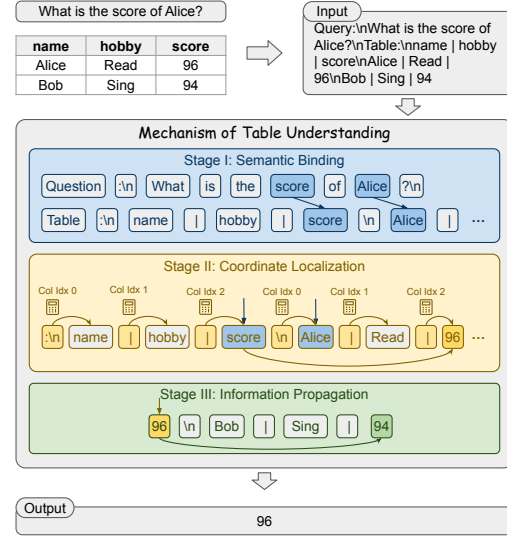 What is the score of Alice?
name hobby score
Alice Read 96
Bob Sing 94
Input
Query:\nWhat is the score of
Alice?\nTable:\nname | hobby
| score\nAlice | Read |
96\nBob | Sing | 94
Mechanism of Table Understanding
Stage I: Semantic Binding
Question :\n What is the score of Alice ?\n
Table :\n name | hobby | score \n Alice | ...
Stage II: Coordinate Localization
Col Idx 0 Col Idx 1 Col Idx 2 Col Idx 0 Col Idx 1 Col Idx 2
:\n name | hobby | score \n Alice | Read | 96 ...
Stage III: Information Propagation
96 \n Bob | Sing | 94
Output
96